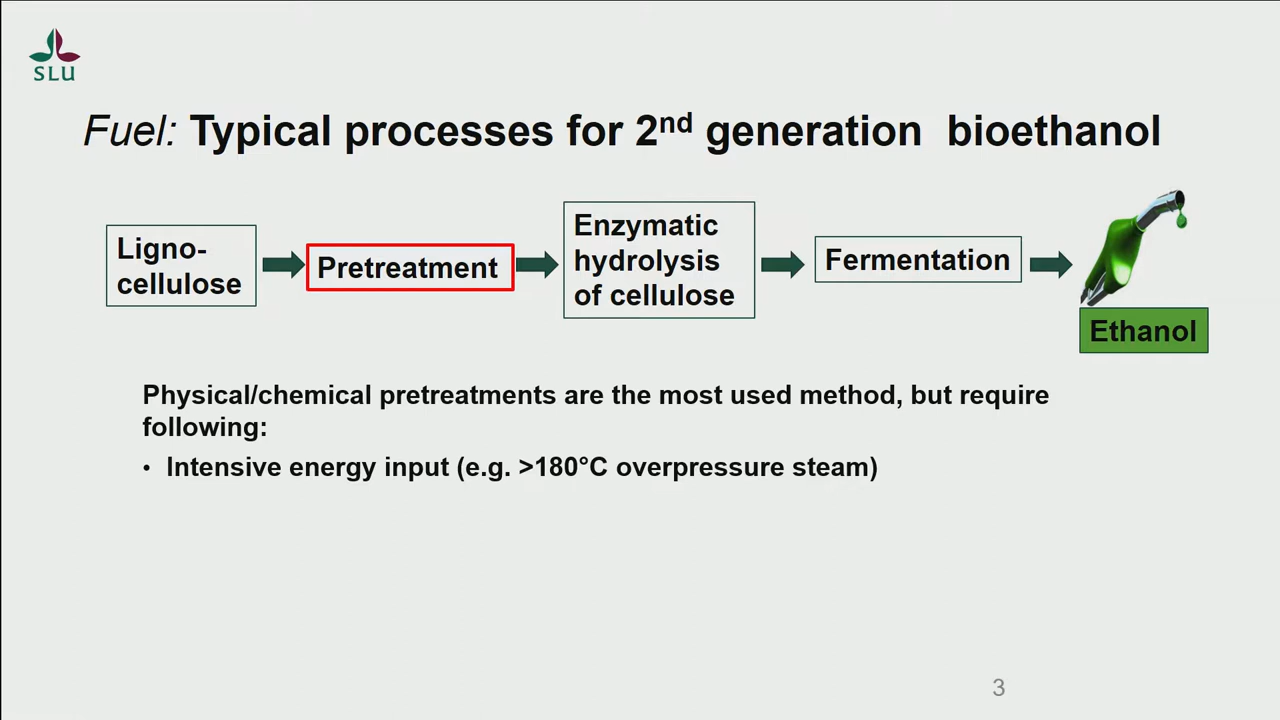 SLU
Fuel: Typical processes for 2nd generation bioethanol
Ligno-
cellulose
Pretreatment
Enzymatic
hydrolysis
of cellulose
Fermentation
Ethanol
Physical/chemical pretreatments are the most used method, but require
following:
• Intensive energy input (e.g. >180°C overpressure steam)
3